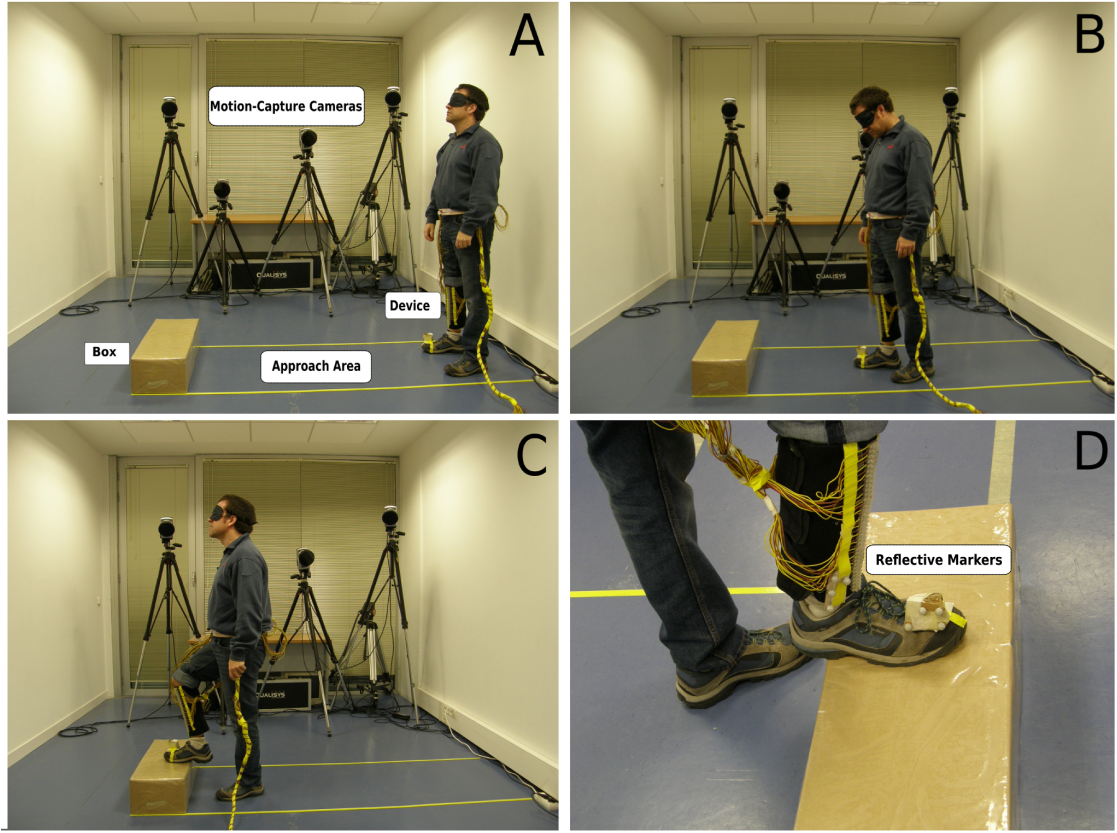 A
Motion-Capture Cameras
QUALISYS
Device
Box
Approach Area
B
QUALISYS
C
QUALISYS
D
Reflective Markers